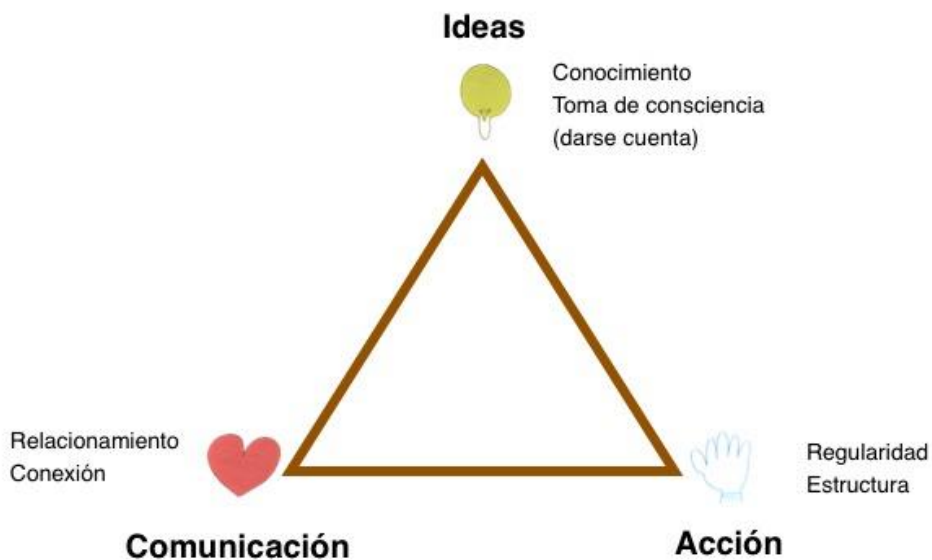 Ideas
Conocimiento
Toma de consciencia
(darse cuenta)
Relacionamiento
Conexión
Comunicación
Regularidad
Estructura
Acción